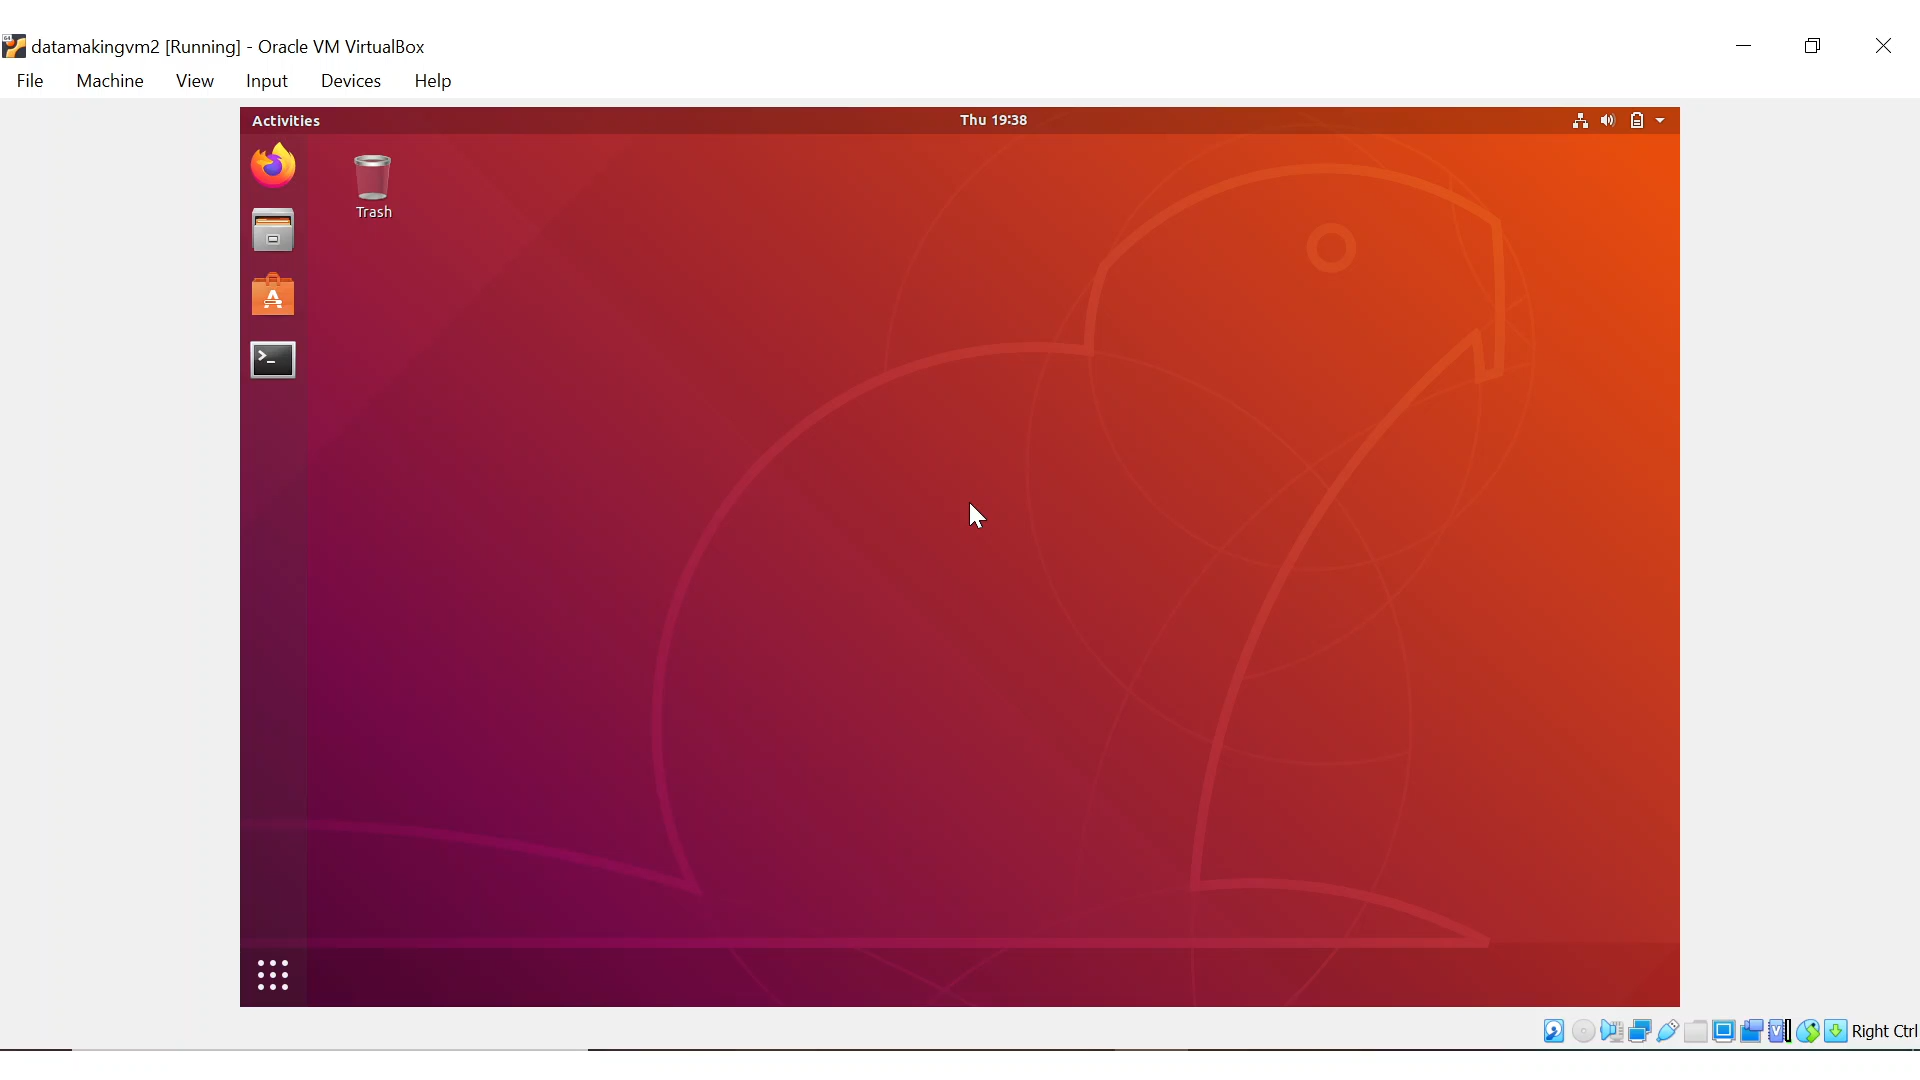 datamakingvm2 [Running] - Oracle VM VirtualBox
File Machine View Input Devices Help
Activities Thu 19:38
Trash
Right Ctrl